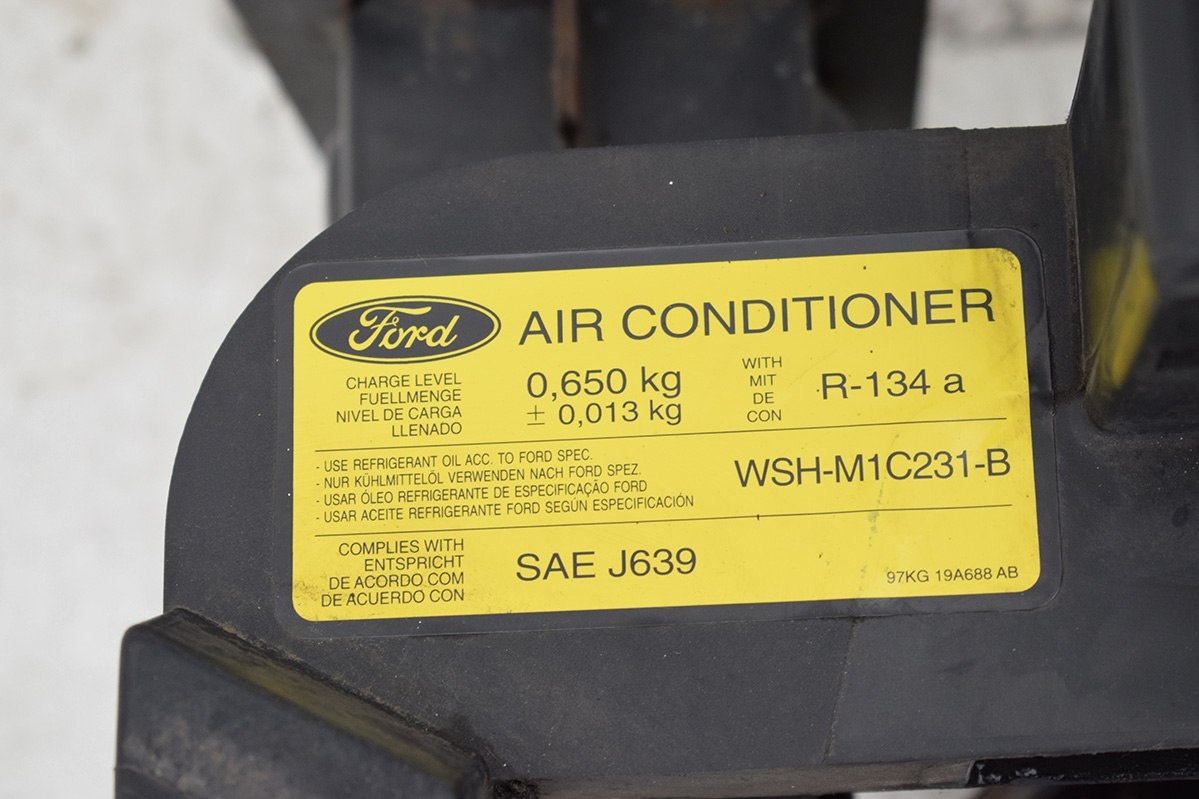 Ford AIR CONDITIONER
CHARGE LEVEL
FUELLMENGE
NIVEL DE CARGA
LLENADO
0,650 kg
± 0,013 kg
WITH
MIT
DE
CON
R-134 a
- USE REFRIGERANT OIL ACC. TO FORD SPEC.
- NUR KÜHLMITTELÖL VERWENDEN NACH FORD SPEZ.
- USAR ÓLEO REFRIGERANTE DE ESPECIFICAÇÃO FORD
- USAR ACEITE REFRIGERANTE FORD SEGÚN ESPECIFICACIÓN
WSH-M1C231-B
COMPLIES WITH
ENTSPRICHT
DE ACORDO COM
DE ACUERDO CON
SAE J639
97KG 19A688 AB